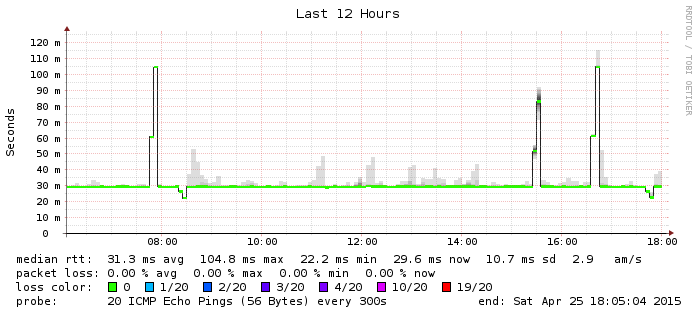 Last 12 Hours
RRDTOOL / TOBI OETIKER
Seconds
120 m
110 m
100 m
90 m
80 m
70 m
60 m
50 m
40 m
30 m
20 m
10 m
0
08:00 10:00 12:00 14:00 16:00 18:00
median rtt: 31.3 ms avg 104.8 ms max 22.2 ms min 29.6 ms now 10.7 ms sd 2.9 am/s
packet loss: 0.00 % avg 0.00 % max 0.00 % min 0.00 % now
loss color: 0 1/20 2/20 3/20 4/20 10/20 19/20
probe: 20 ICMP Echo Pings (56 Bytes) every 300s end: Sat Apr 25 18:05:04 2015